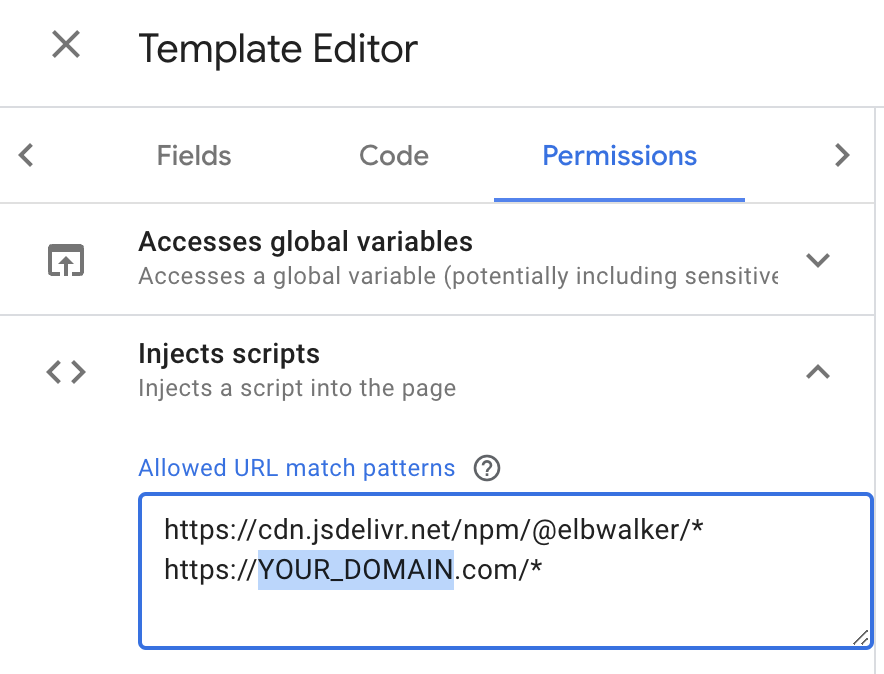 Template Editor
Fields Code Permissions
Accesses global variables
Accesses a global variable (potentially including sensitive
Injects scripts
Injects a script into the page
Allowed URL match patterns ?
https://cdn.jsdelivr.net/npm/@elbwalker/*
https://YOUR_DOMAIN.com/*